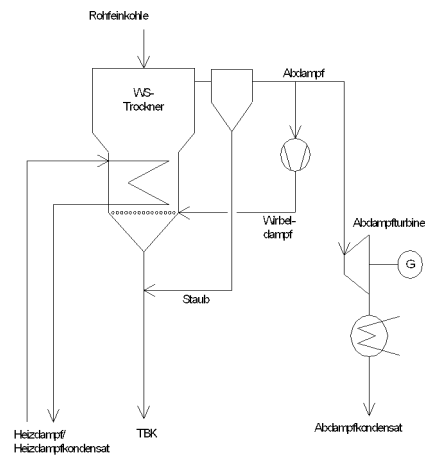 Rohfeinkohle
WS-
Trockner
Abdampf
Wirbel-
dampf
Abdampfturbine
G
Staub
Heizdampf/
Heizdampfkondensat
TBK
Abdampfkondensat